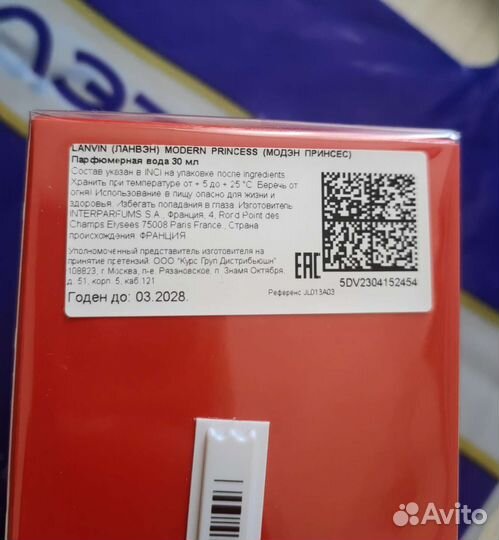 ЛЭТ
LANVIN (ЛАНВЭН) MODERN PRINCESS (МОДЭН ПРИНСЕС)
Парфюмерная вода 30 мл
Состав указан в INCI на упаковке после ingredients
Хранить при температуре от + 5 до + 25 °С. Беречь от
огня! Использование в пищу опасно для жизни и
здоровья. Избегать попадания в глаза. Изготовитель
INTERPARFUMS S.A., Франция, 4, Rond Point des
Champs Elysees 75008 Paris France, Страна
происхождения: ФРАНЦИЯ
Уполномоченный представитель изготовителя на
принятие претензий: ООО "Курс Груп Дистрибьюшн"
108823, г Москва, п-е. Рязановское, п. Знамя Октября,
д. 51, корп. 5, каб.121
Годен до: 03.2028.
EAC
5DV2304152454
Референс JL013A03
Avito